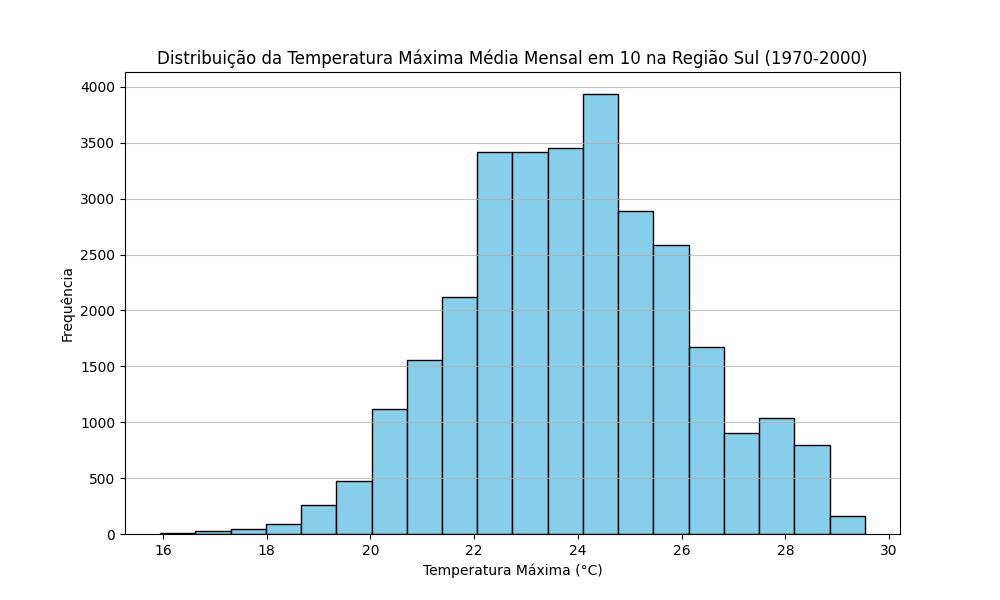 Distribuição da Temperatura Máxima Média Mensal em 10 na Região Sul (1970-2000)
4000
3500
3000
2500
2000
1500
1000
500
0
Frequência
16 18 20 22 24 26 28 30
Temperatura Máxima (°C)